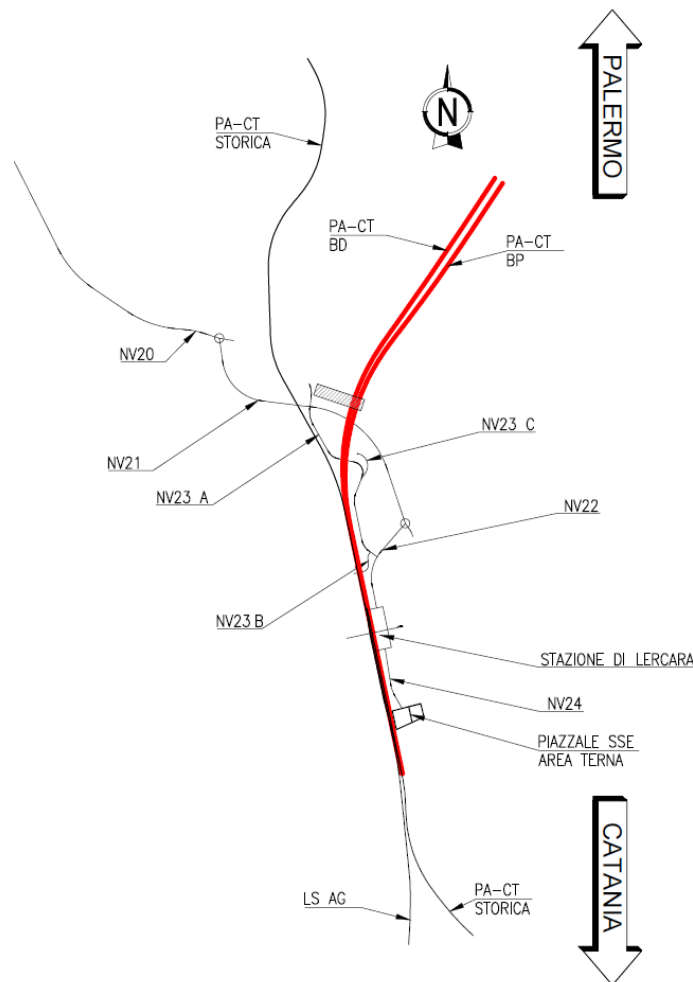 PALERMO
N
PA-CT
STORICA
PA-CT
BD
PA-CT
BP
NV20
NV21
NV23 A
NV23 C
NV22
NV23 B
STAZIONE DI LERCARA
NV24
PIAZZALE SSE
AREA TERNA
CATANIA
LS AG
PA-CT
STORICA